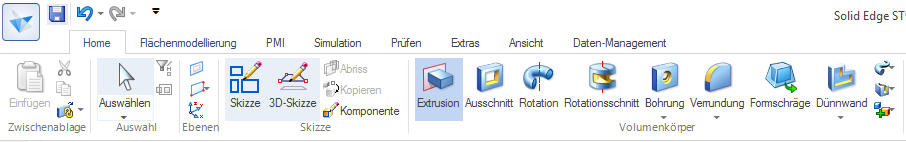 Solid Edge ST
Home Flächenmodellierung PMI Simulation Prüfen Extras Ansicht Daten-Management
Einfügen Auswählen Skizze 3D-Skizze Abriss Kopieren Komponente Extrusion Ausschnitt Rotation Rotationsschnitt Bohrung Verrundung Formschräge Dünnwand
Zwischenablage Auswahl Ebenen Skizze Volumenkörper